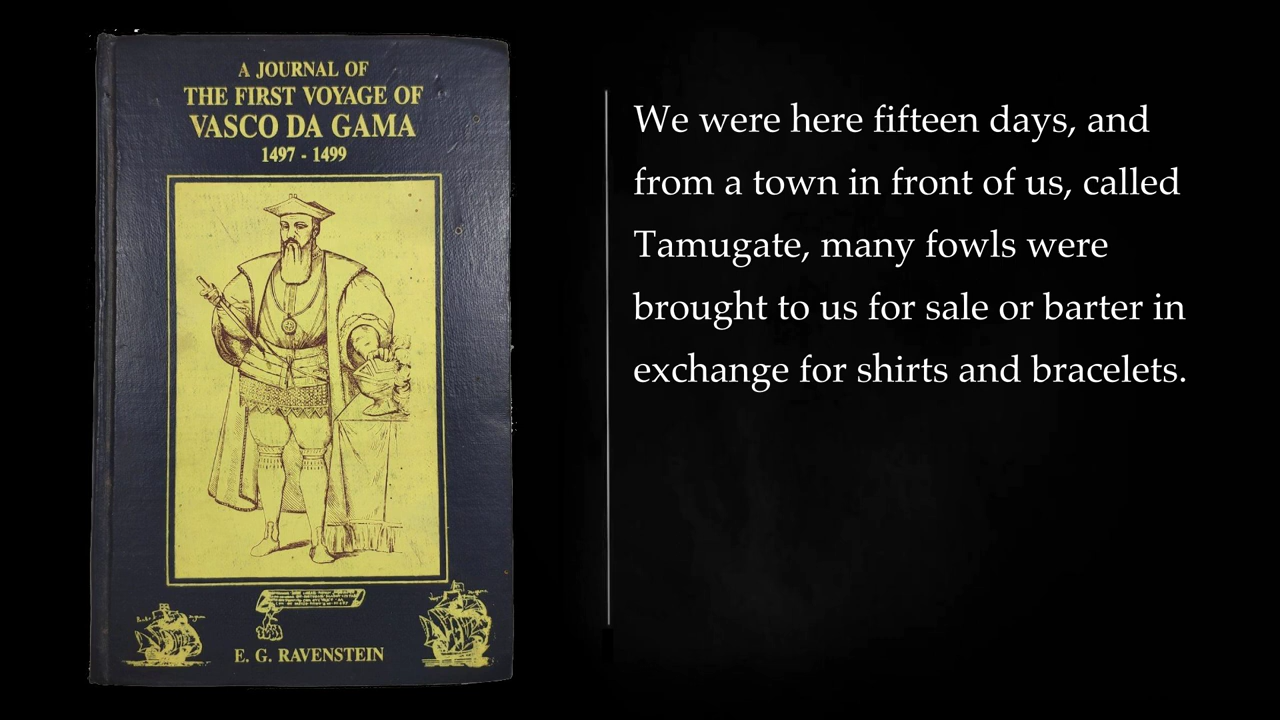 A JOURNAL OF
THE FIRST VOYAGE OF
VASCO DA GAMA
1497 - 1499
E. G. RAVENSTEIN
We were here fifteen days, and
from a town in front of us, called
Tamugate, many fowls were
brought to us for sale or barter in
exchange for shirts and bracelets.